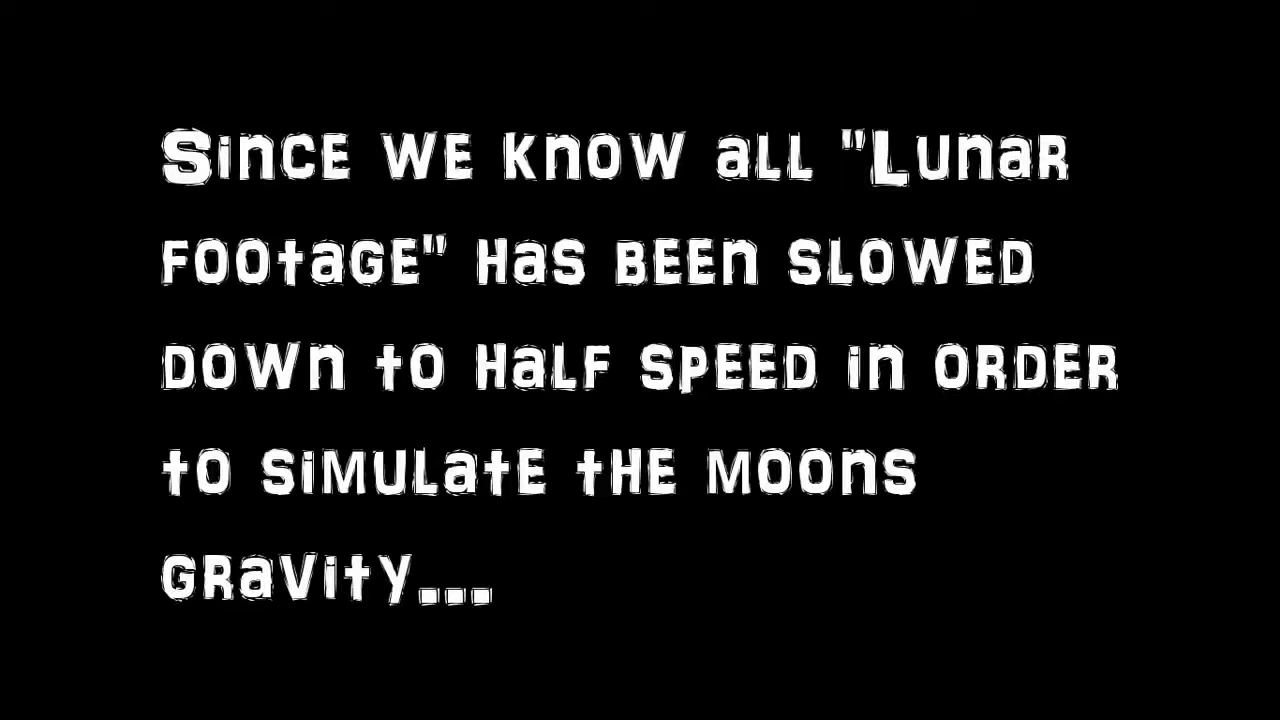 Since we know all "Lunar
footage" has been slowed
down to half speed in order
to simulate the moons
gravity...